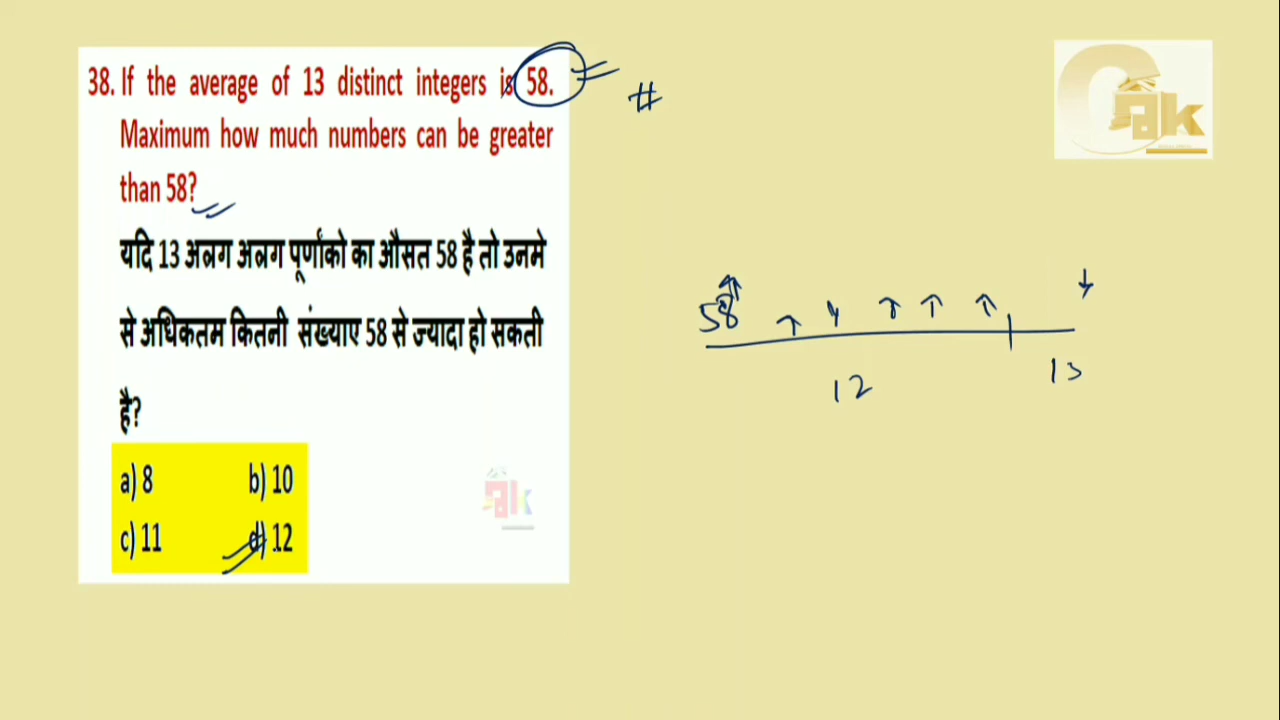 38. If the average of 13 distinct integers is 58.
Maximum how much numbers can be greater
than 58?
यदि 13 अलग अलग पूर्णांको का औसत 58 है तो उनमे
से अधिकतम कितनी संख्याए 58 से ज्यादा हो सकती
है?
a) 8 b) 10
c) 11 d) 12
#
58
12 13